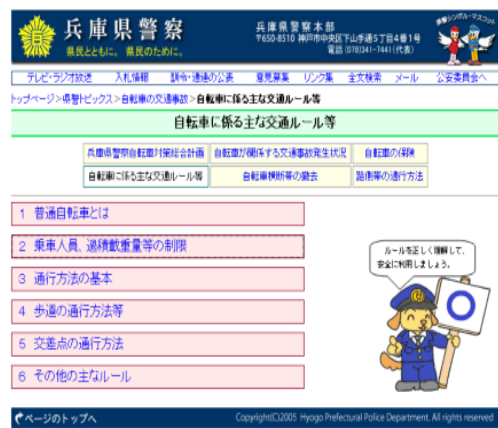 兵庫県警察
県民とともに。県民のために。
兵庫県警察本部
〒650-8510 神戸市中央区下山手通5丁目4番1号
電話 (078)341-7441(代表)
テレビ・ラジオ放送 入札情報 訓令・通達の公表 意見募集 リンク集 全文検索 メール 公安委員会へ
トップページ>県警トピックス>自転車の交通事故>自転車に係る主な交通ルール等
自転車に係る主な交通ルール等
兵庫県警察自転車対策総合計画 自転車が関係する交通事故発生状況 自転車の保険
自転車に係る主な交通ルール等 自転車横断帯の撤去 路側帯の通行方法
1 普通自転車とは
2 乗車人員、過積載重量等の制限
3 通行方法の基本
4 歩道の通行方法等
5 交差点の通行方法
6 その他の主なルール
ルールを正しく理解して、
安全に利用しましょう。
ページのトップへ
Copyright(C)2005 Hyogo Prefectural Police Department. All rights reserved